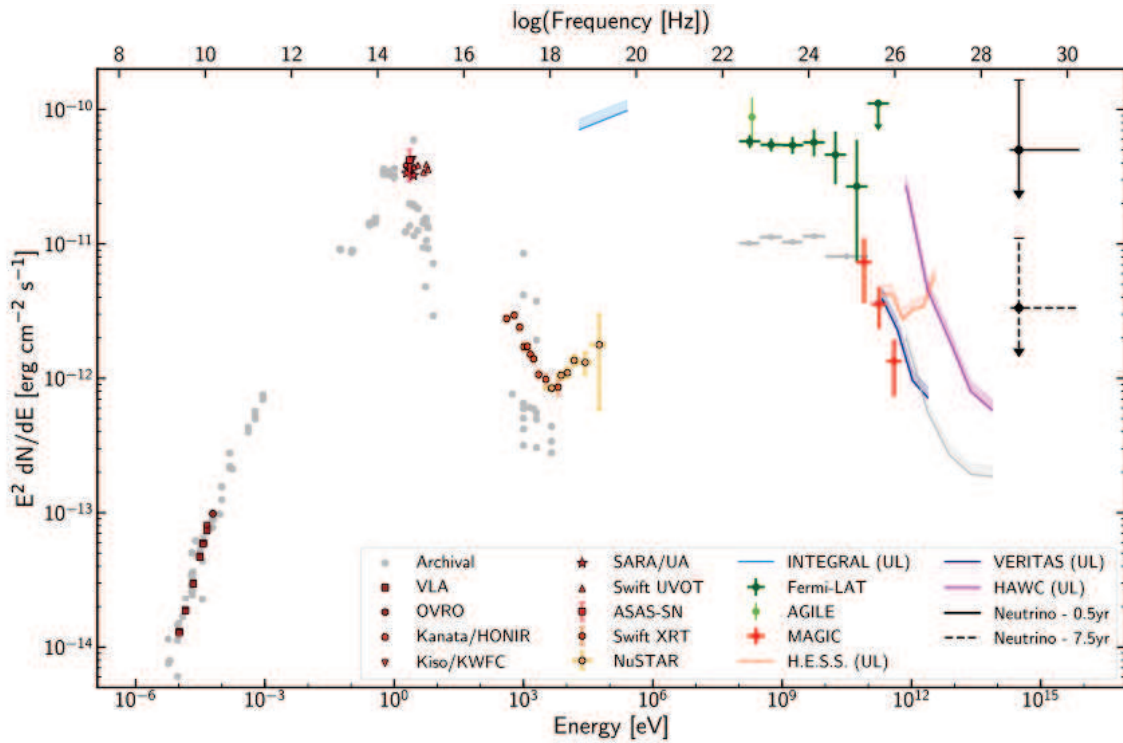 log(Frequency [Hz])
8 10 12 14 16 18 20 22 23 24 25 26 27 28 29 30
E² dN/dE [erg cm⁻² s⁻¹]
10⁻¹⁰
10⁻¹¹
10⁻¹²
10⁻¹³
10⁻¹⁴
Archival
VLA
OVRO
Kanata/HONIR
Kiso/KWFC
SARA/UA
Swift UVOT
ASAS-SN
Swift XRT
NuSTAR
INTEGRAL (UL)
Fermi-LAT
AGILE
MAGIC
H.E.S.S. (UL)
VERITAS (UL)
HAWC (UL)
Neutrino - 0.5yr
Neutrino - 7.5yr
10⁻⁶ 10⁻³ 10⁰ 10³ 10⁶ 10⁹ 10¹² 10¹⁵
Energy [eV]